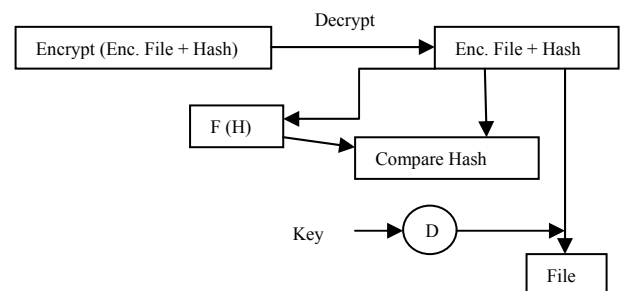 Decrypt
Encrypt (Enc. File + Hash)
Enc. File + Hash
F (H)
Compare Hash
Key
D
File